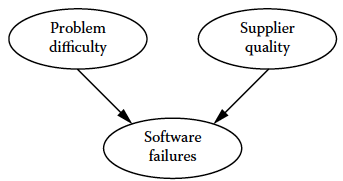 Problem
difficulty
Supplier
quality
Software
failures